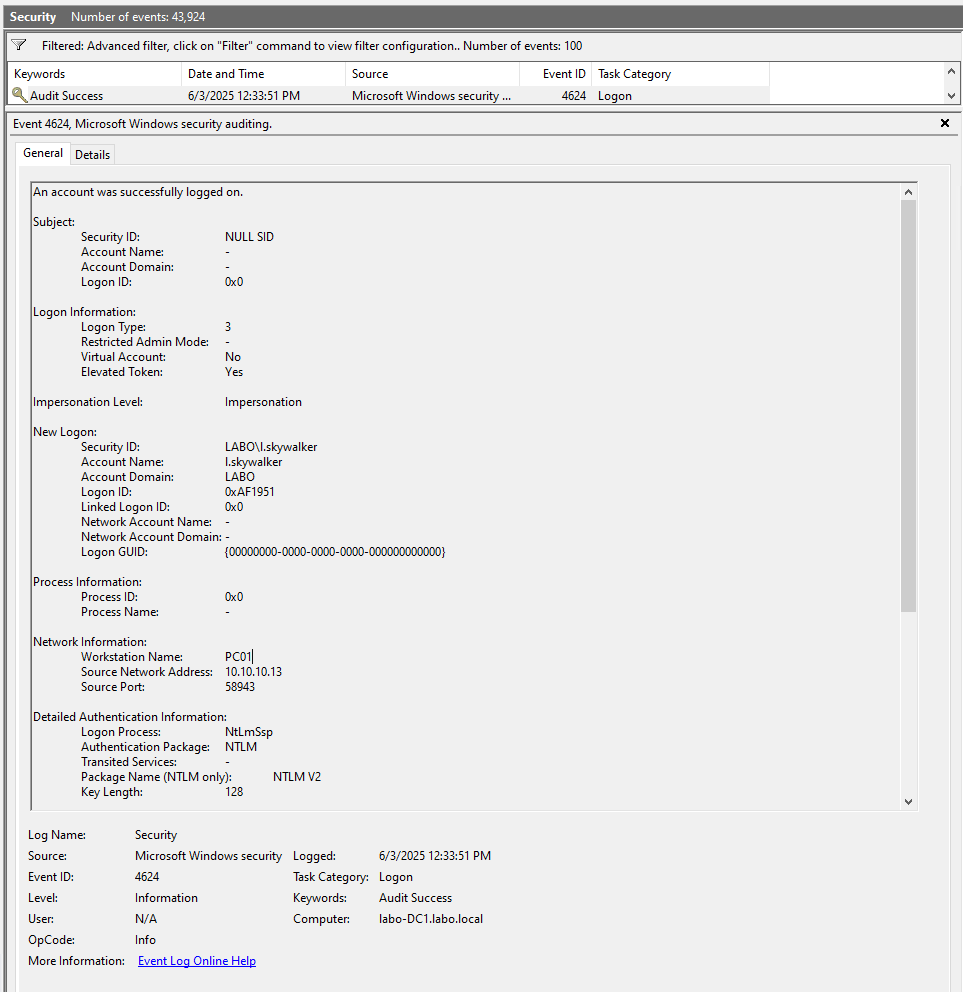 Security Number of events: 43,924
Filtered: Advanced filter, click on "Filter" command to view filter configuration.. Number of events: 100
Keywords Date and Time Source Event ID Task Category
Audit Success 6/3/2025 12:33:51 PM Microsoft Windows security ... 4624 Logon
Event 4624, Microsoft Windows security auditing.
General Details
An account was successfully logged on.
Subject:
Security ID: NULL SID
Account Name: -
Account Domain: -
Logon ID: 0x0
Logon Information:
Logon Type: 3
Restricted Admin Mode: -
Virtual Account: No
Elevated Token: Yes
Impersonation Level: Impersonation
New Logon:
Security ID: LABO\l.skywalker
Account Name: l.skywalker
Account Domain: LABO
Logon ID: 0xAF1951
Linked Logon ID: 0x0
Network Account Name: -
Network Account Domain: -
Logon GUID: {00000000-0000-0000-0000-000000000000}
Process Information:
Process ID: 0x0
Process Name: -
Network Information:
Workstation Name: PC01
Source Network Address: 10.10.10.13
Source Port: 58943
Detailed Authentication Information:
Logon Process: NtLmSsp
Authentication Package: NTLM
Transited Services: -
Package Name (NTLM only): NTLM V2
Key Length: 128
Log Name: Security
Source: Microsoft Windows security Logged: 6/3/2025 12:33:51 PM
Event ID: 4624 Task Category: Logon
Level: Information Keywords: Audit Success
User: N/A Computer: labo-DC1.labo.local
OpCode: Info
More Information: Event Log Online Help